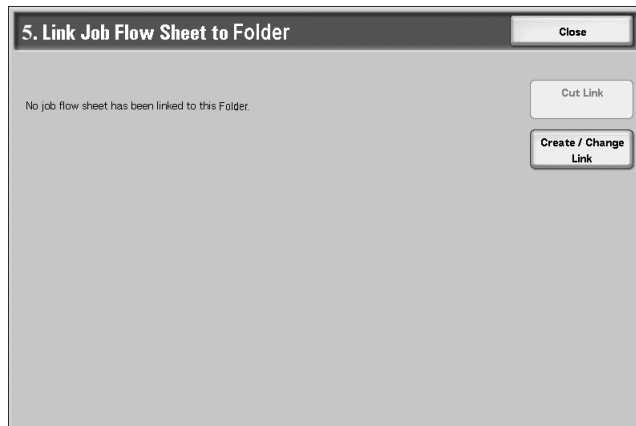 5. Link Job Flow Sheet to Folder
Close
No job flow sheet has been linked to this Folder.
Cut Link
Create / Change
Link